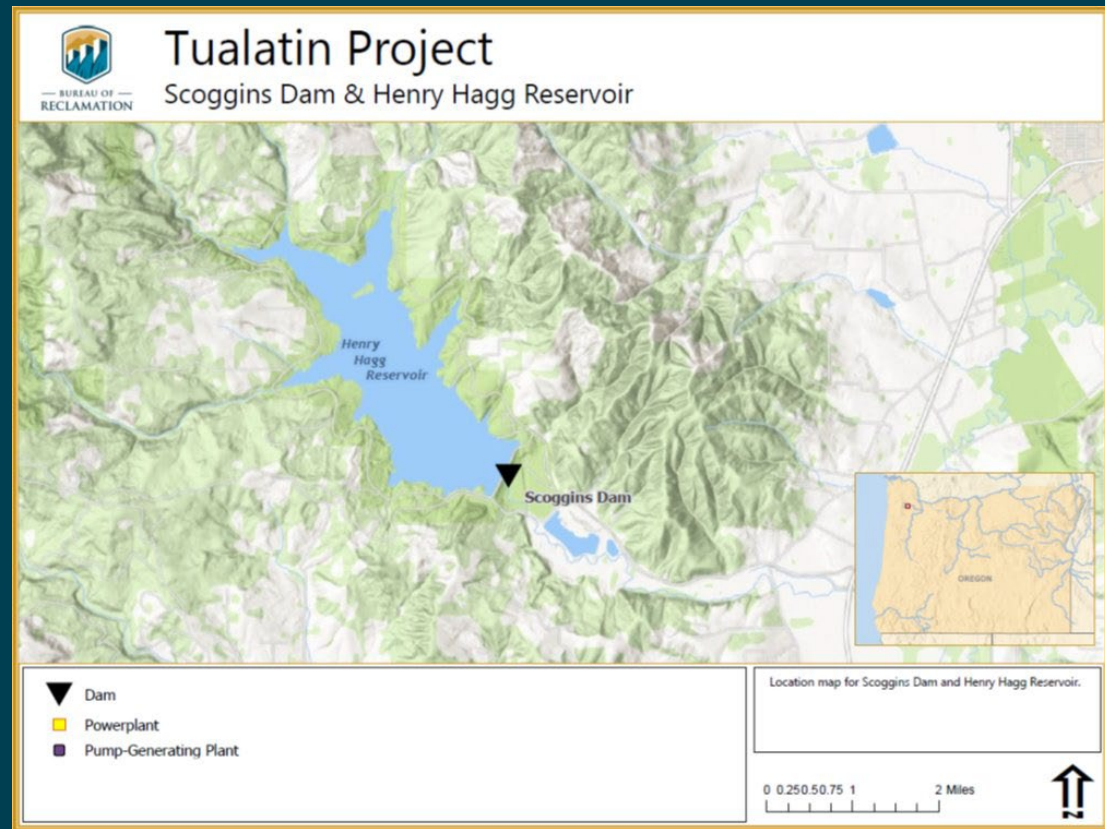 — BUREAU OF —
RECLAMATION
Tualatin Project
Scoggins Dam & Henry Hagg Reservoir
Henry
Hagg
Reservoir
Scoggins Dam
OREGON
Dam
Powerplant
Pump-Generating Plant
Location map for Scoggins Dam and Henry Hagg Reservoir.
0 0.250.50.75 1 2 Miles
N